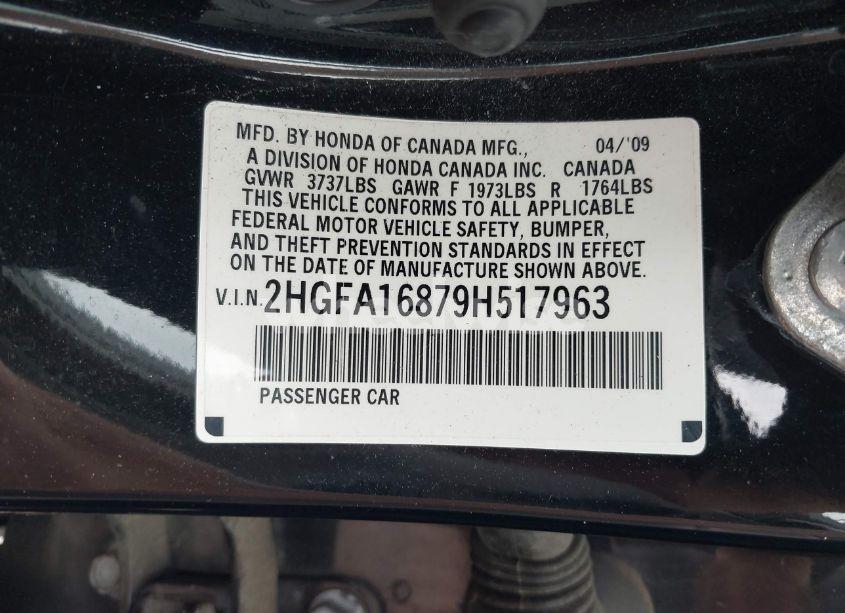 MFD. BY HONDA OF CANADA MFG., 04/'09
A DIVISION OF HONDA CANADA INC. CANADA
GVWR 3737LBS GAWR F 1973LBS R 1764LBS
THIS VEHICLE CONFORMS TO ALL APPLICABLE
FEDERAL MOTOR VEHICLE SAFETY, BUMPER,
AND THEFT PREVENTION STANDARDS IN EFFECT
ON THE DATE OF MANUFACTURE SHOWN ABOVE.
V.I.N. 2HGFA16879H517963
PASSENGER CAR